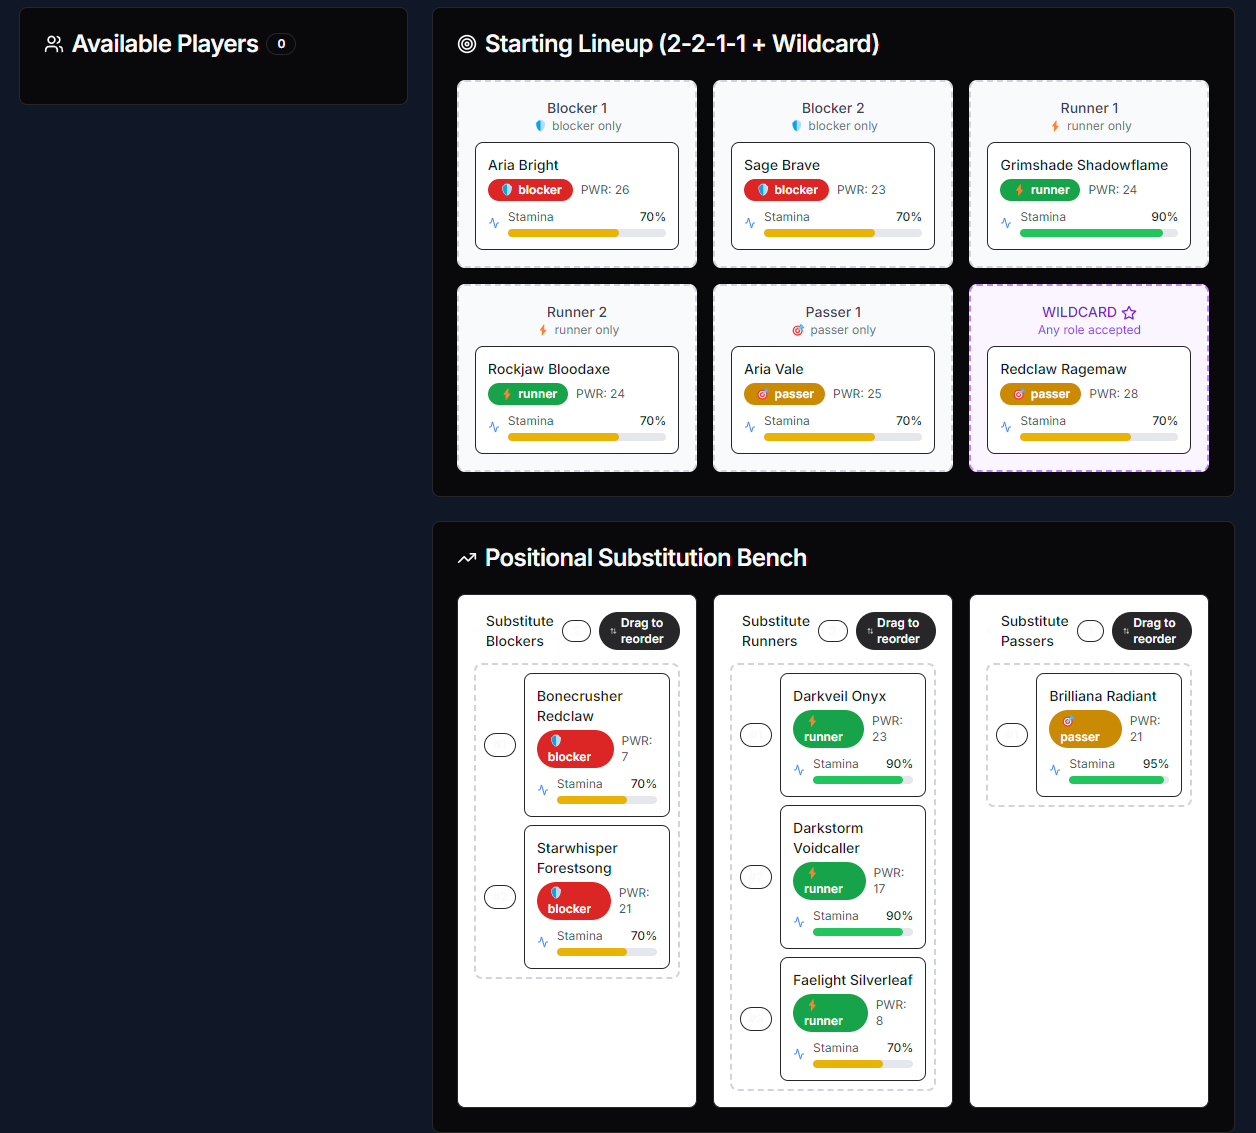 Available Players 0
Starting Lineup (2-2-1-1 + Wildcard)
Blocker 1
blocker only
Aria Bright
blocker PWR: 26
Stamina 70%
Blocker 2
blocker only
Sage Brave
blocker PWR: 23
Stamina 70%
Runner 1
runner only
Grimshade Shadowflame
runner PWR: 24
Stamina 90%
Runner 2
runner only
Rockjaw Bloodaxe
runner PWR: 24
Stamina 70%
Passer 1
passer only
Aria Vale
passer PWR: 25
Stamina 70%
WILDCARD
Any role accepted
Redclaw Ragemaw
passer PWR: 28
Stamina 70%
Positional Substitution Bench
Substitute
Blockers
Drag to
reorder
Bonecrusher
Redclaw
blocker
PWR:
7
Stamina 70%
Starwhisper
Forestsong
blocker
PWR:
21
Stamina 70%
Substitute
Runners
Drag to
reorder
Darkveil Onyx
runner
PWR:
23
Stamina 90%
Darkstorm
Voidcaller
runner
PWR:
17
Stamina 90%
Faelight Silverleaf
runner
PWR:
8
Stamina 70%
Substitute
Passers
Drag to
reorder
Brilliana Radiant
passer
PWR:
21
Stamina 95%